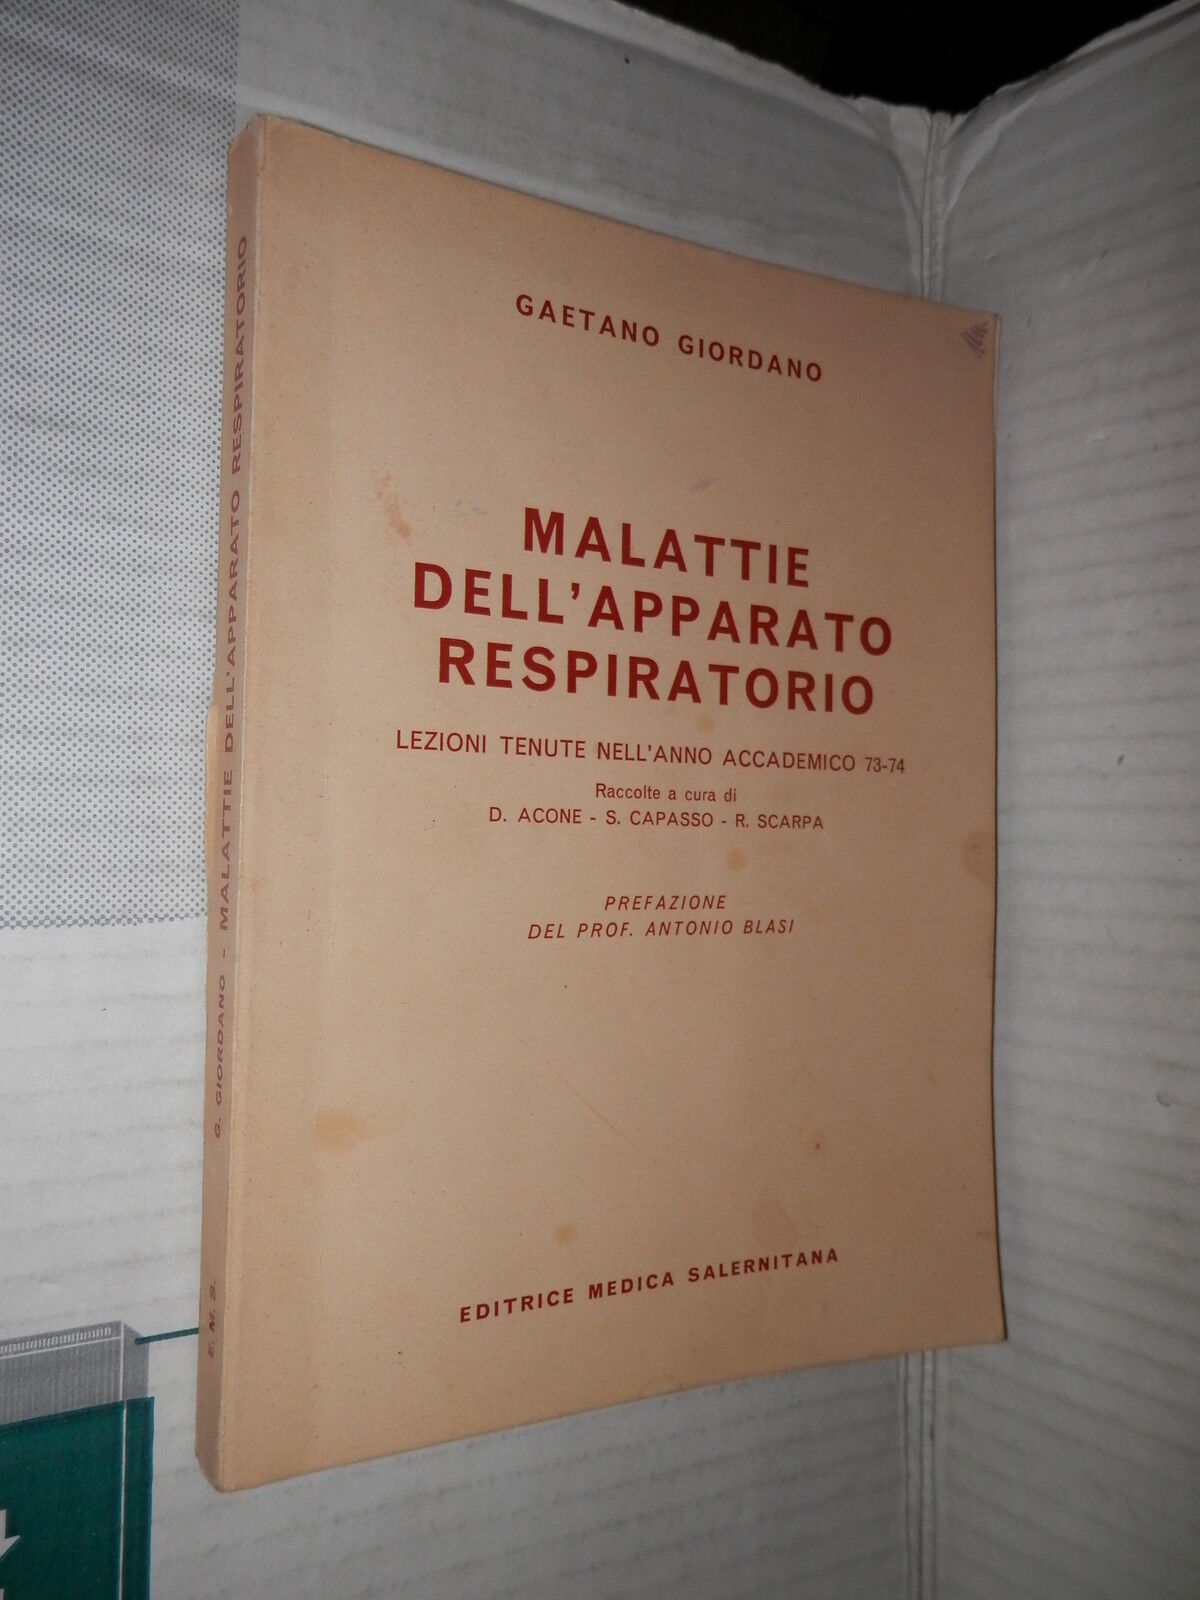 GAETANO GIORDANO
MALATTIE
DELL'APPARATO
RESPIRATORIO
LEZIONI TENUTE NELL'ANNO ACCADEMICO 73-74
Raccolte a cura di
D. ACONE - S. CAPASSO - R. SCARPA
PREFAZIONE
DEL PROF. ANTONIO BLASI
EDITRICE MEDICA SALERNITANA
E. M. S. G. GIORDANO - MALATTIE DELL'APPARATO RESPIRATORIO